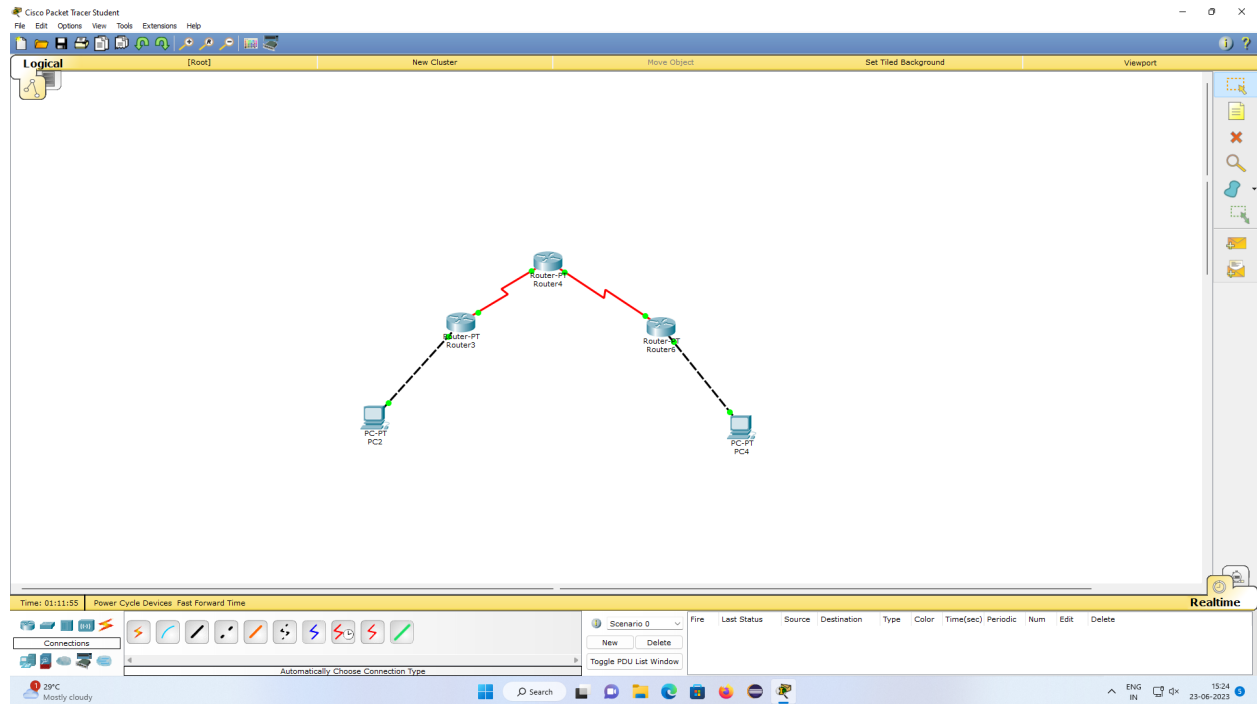 Cisco Packet Tracer Student
File Edit Options View Tools Extensions Help
Logical [Root] New Cluster Move Object Set Tiled Background Viewport
Router-PT
Router4
Router-PT
Router3
Router-PT
Router6
PC-PT
PC2
PC-PT
PC4
Time: 01:11:55 Power Cycle Devices Fast Forward Time Realtime
Scenario 0 Fire Last Status Source Destination Type Color Time(sec) Periodic Num Edit Delete
Connections New Delete
Toggle PDU List Window
Automatically Choose Connection Type
1 29°C
Mostly cloudy
Search
ENG
IN
15:24
23-06-2023 5